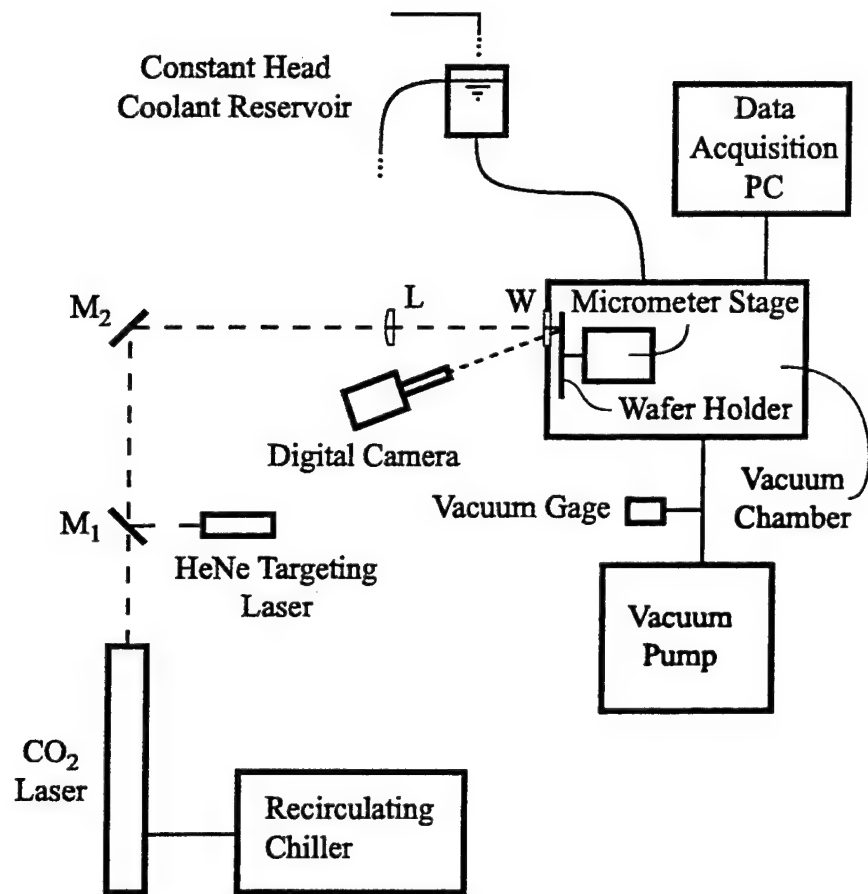 Constant Head
Coolant Reservoir
Data
Acquisition
PC
M2
L
W
Micrometer Stage
Wafer Holder
Digital Camera
Vacuum Gage
Vacuum
Chamber
M1
HeNe Targeting
Laser
Vacuum
Pump
CO2
Laser
Recirculating
Chiller